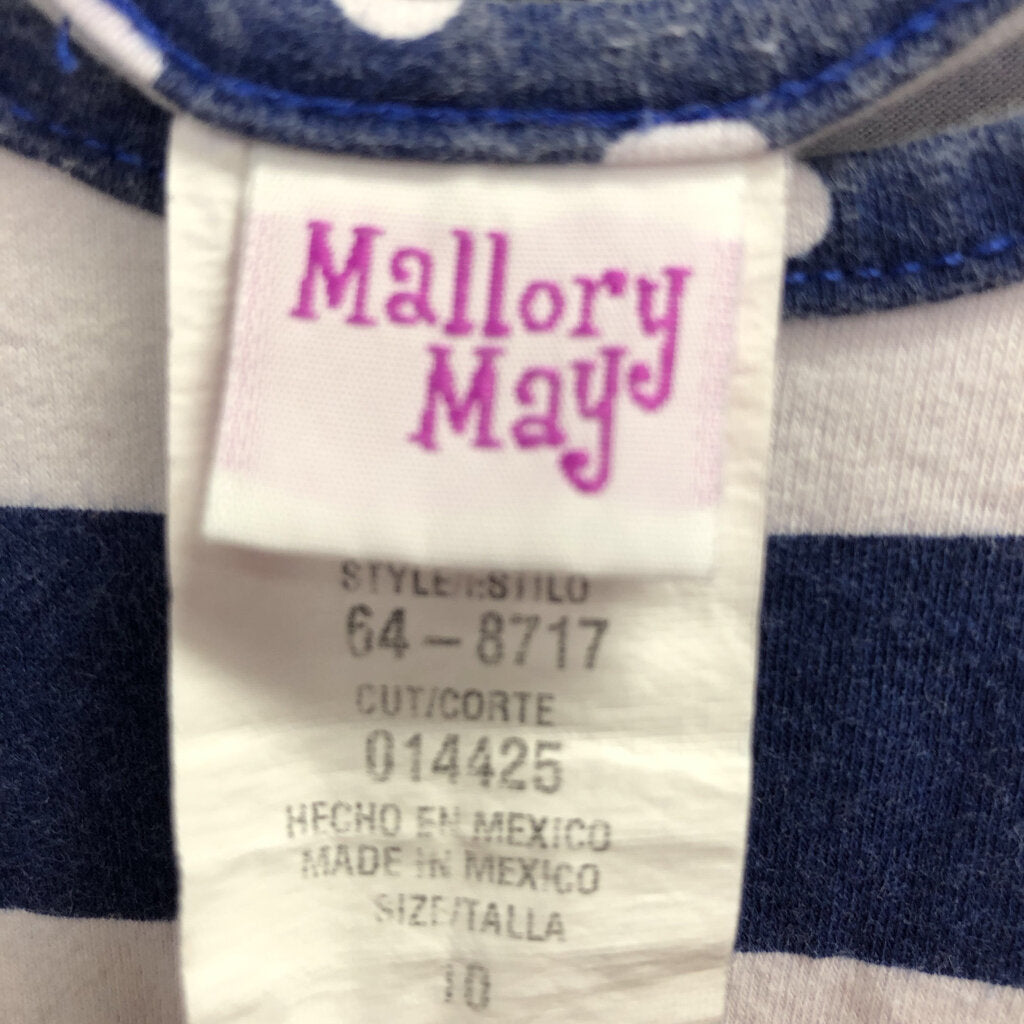 Mallory
May
STYLE/ESTILO
64-8717
CUT/CORTE
014425
HECHO EN MEXICO
MADE IN MEXICO
SIZE/TALLA
10